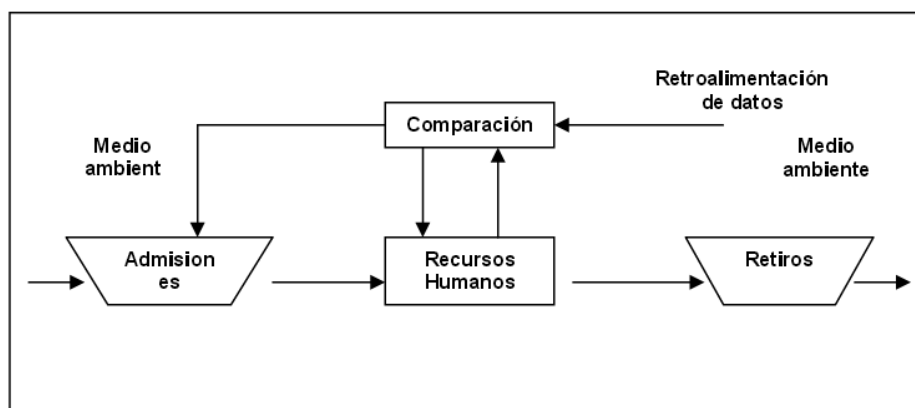 Retroalimentación
de datos
Comparación
Medio
ambient
Medio
ambiente
Admision
es
Recursos
Humanos
Retiros